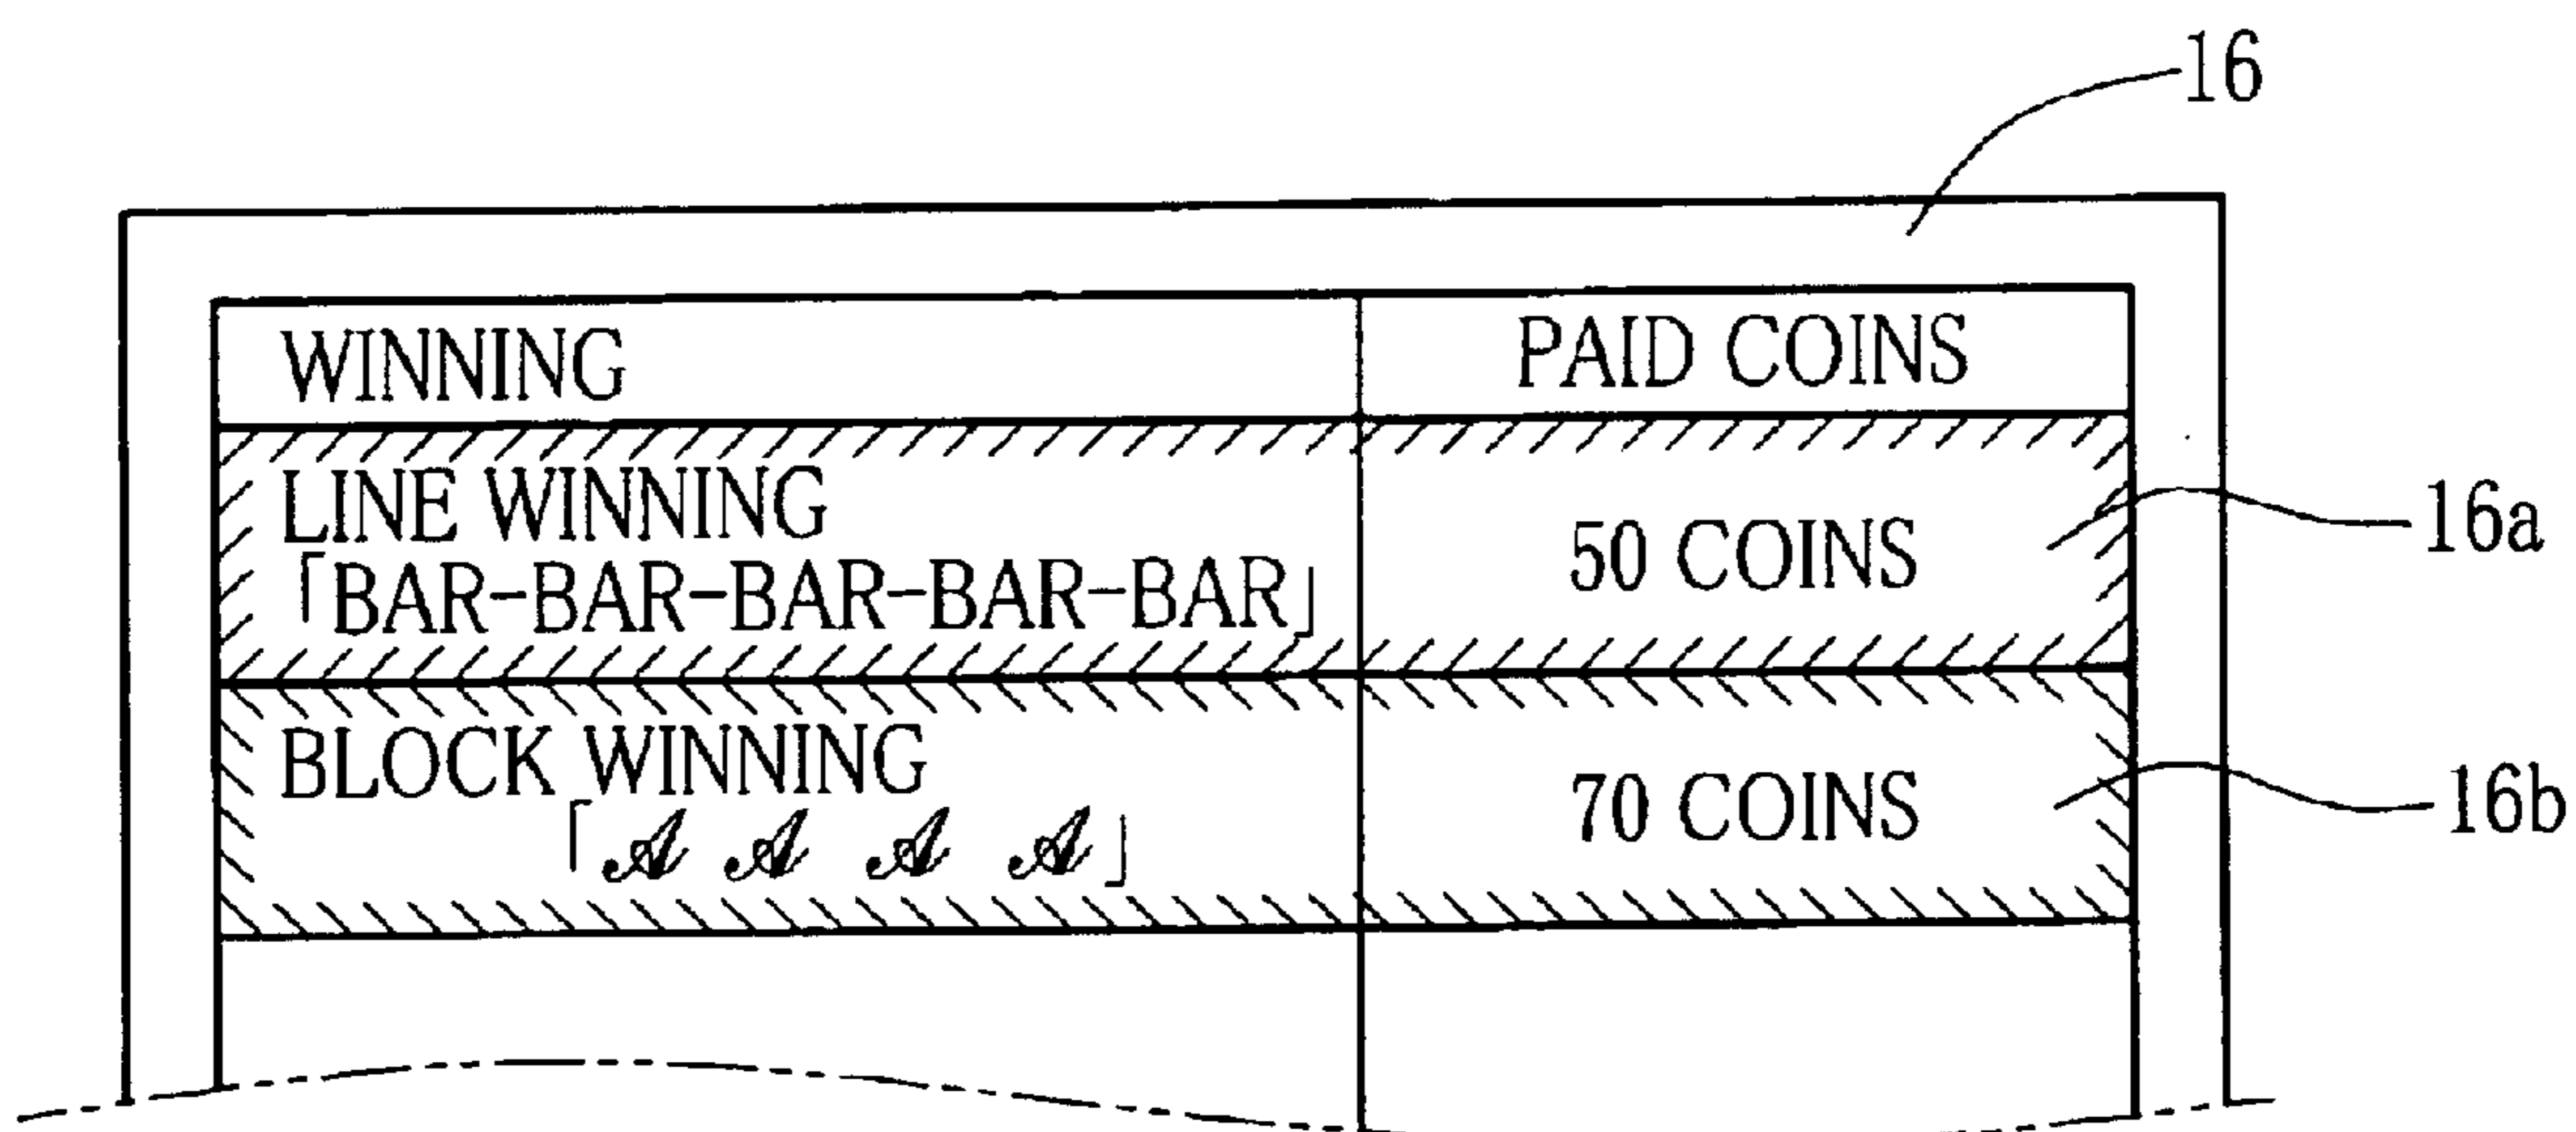 16
WINNING PAID COINS
LINE WINNING
「BAR-BAR-BAR-BAR-BAR」 50 COINS 16a
BLOCK WINNING
「𝒜 𝒜 𝒜 𝒜」 70 COINS 16b